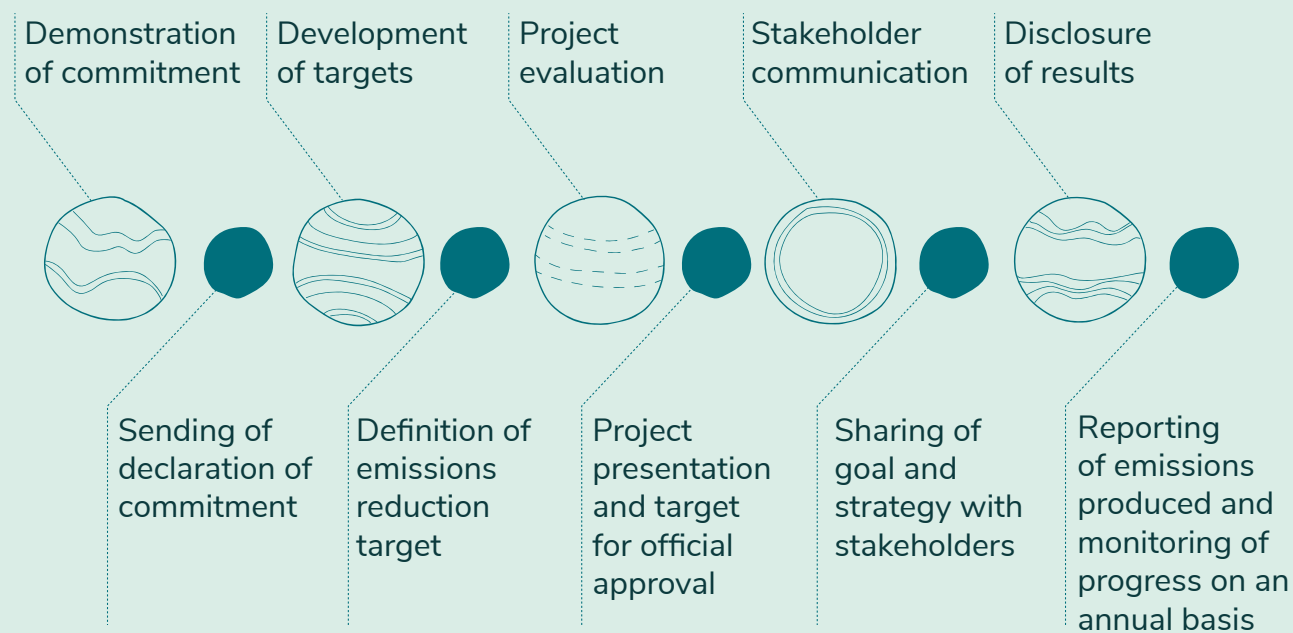 Demonstration
of commitment
Development
of targets
Project
evaluation
Stakeholder
communication
Disclosure
of results
Sending of
declaration of
commitment
Definition of
emissions
reduction
target
Project
presentation
and target
for official
approval
Sharing of
goal and
strategy with
stakeholders
Reporting
of emissions
produced and
monitoring of
progress on an
annual basis